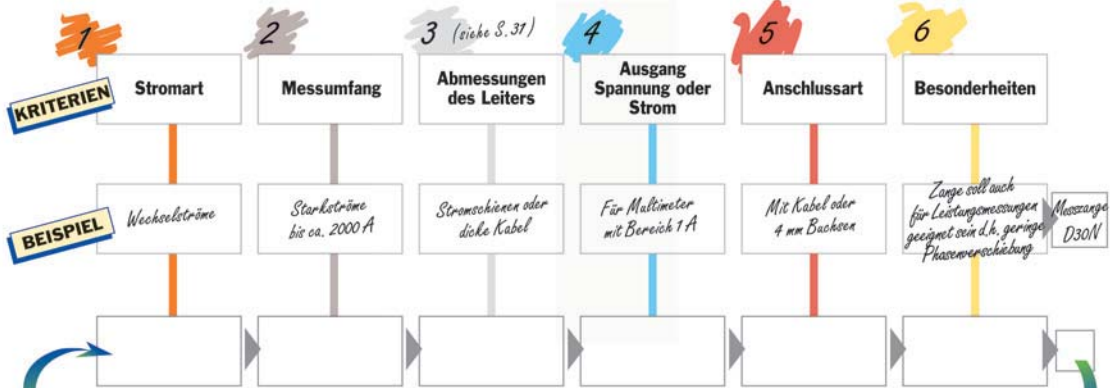 1
2
3 (siehe S.31)
4
5
6
KRITERIEN
Stromart
Messumfang
Abmessungen
des Leiters
Ausgang
Spannung oder
Strom
Anschlussart
Besonderheiten
BEISPIEL
Wechselströme
Starkströme
bis ca. 2000 A
Stromschienen oder
dicke Kabel
Für Multimeter
mit Bereich 1 A
Mit Kabel oder
4 mm Buchsen
Zange soll auch
für Leistungsmessungen
geeignet sein d.h. geringe
Phasenverschiebung
Messzange
D30N